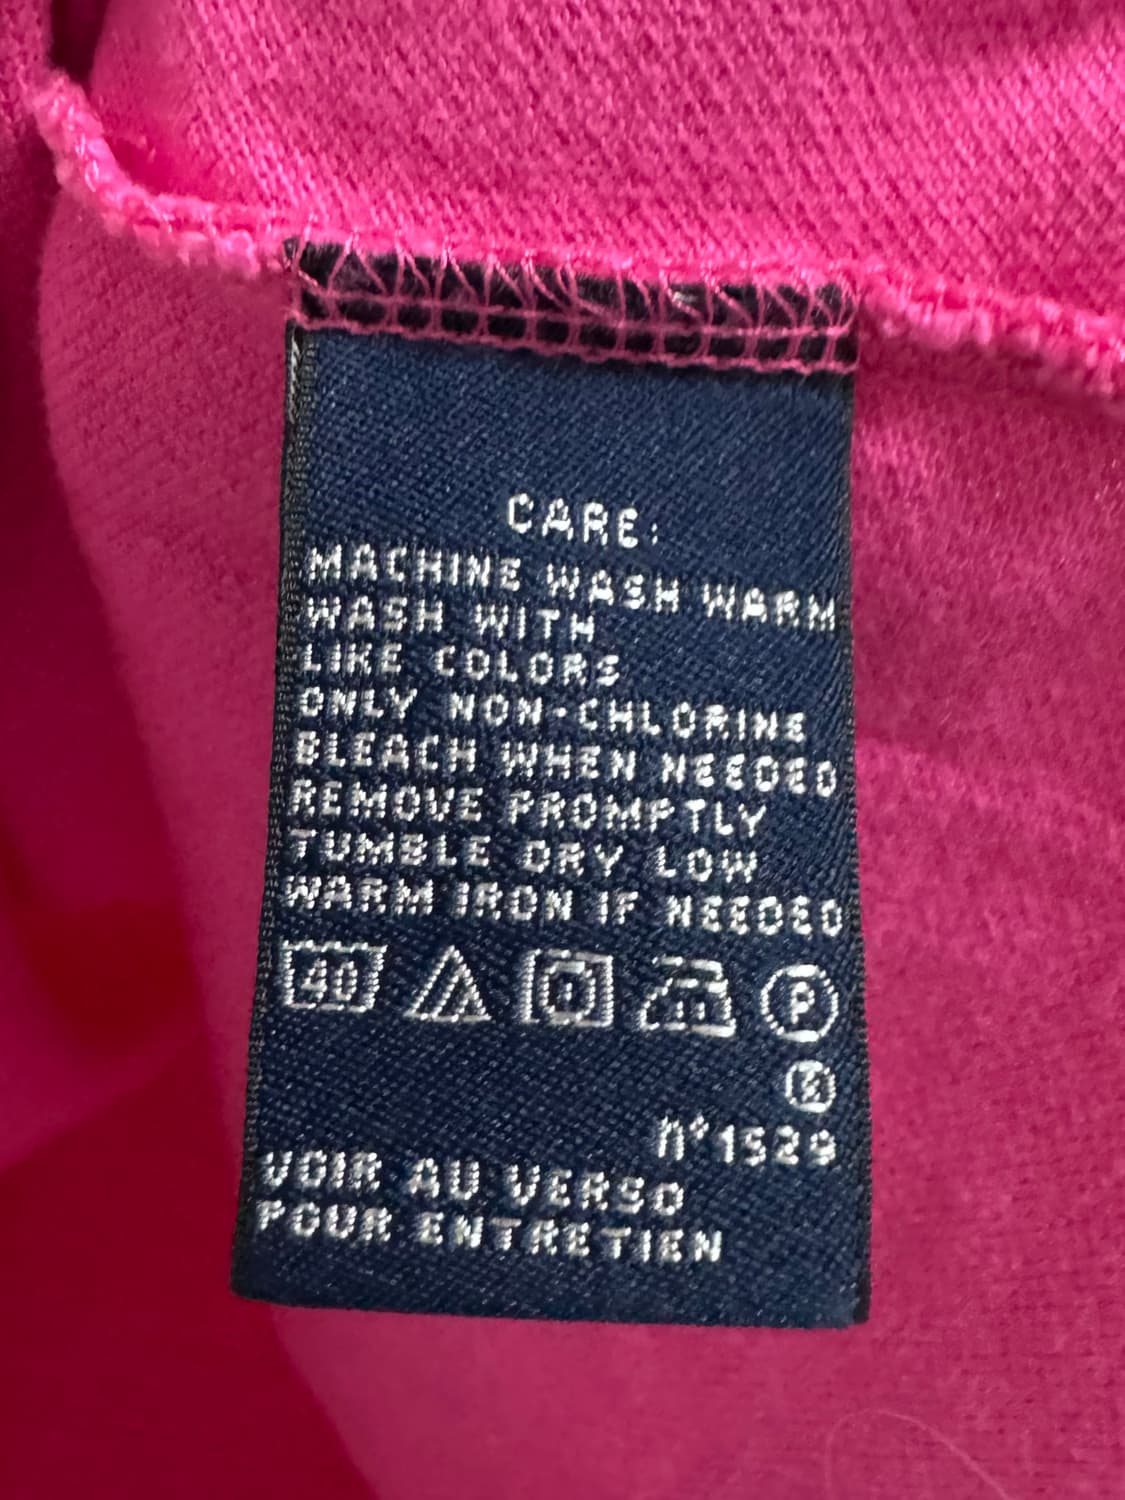 CARE:
MACHINE WASH WARM
WASH WITH
LIKE COLORS
ONLY NON-CHLORINE
BLEACH WHEN NEEDED
REMOVE PROMPTLY
TUMBLE DRY LOW
WARM IRON IF NEEDED
40 P
n°1529
VOIR AU VERSO
POUR ENTRETIEN